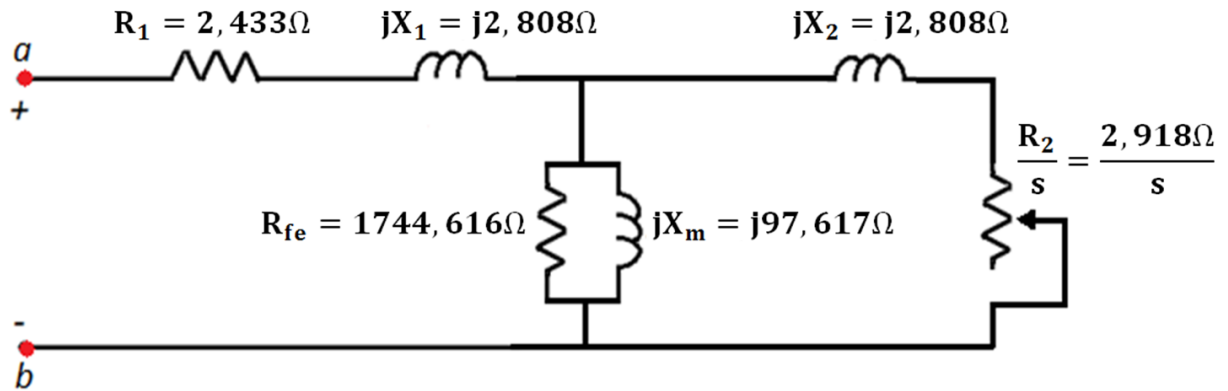 R₁ = 2,433Ω jX₁ = j2,808Ω jX₂ = j2,808Ω
a
+
R₂/s = 2,918Ω/s
R_fe = 1744,616Ω jX_m = j97,617Ω
-
b